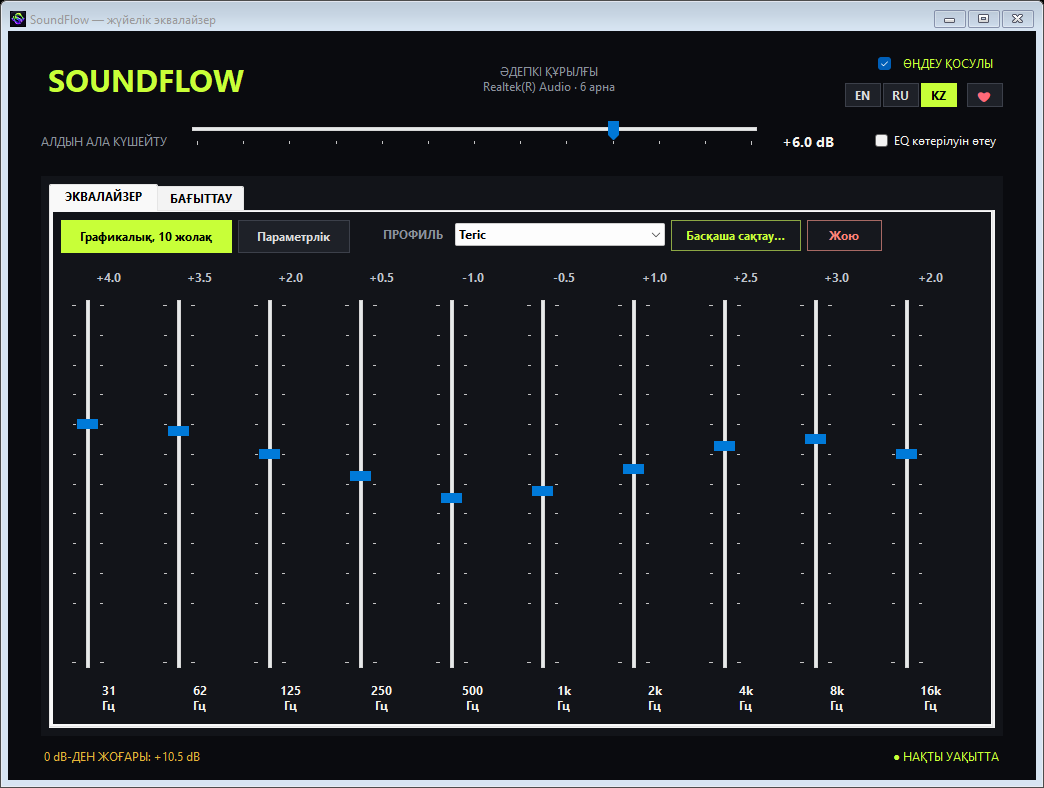 SoundFlow — жүйелік эквалайзер
SOUNDFLOW
ӘДЕПКІ ҚҰРЫЛҒЫ
Realtek(R) Audio · 6 арна
ӨҢДЕУ ҚОСУЛЫ
EN RU KZ
АЛДЫН АЛА КҮШЕЙТУ
+6.0 dB
EQ көтерілуін өтеу
ЭКВАЛАЙЗЕР БАҒЫТТАУ
Графикалық, 10 жолақ Параметрлік ПРОФИЛЬ Teric Басқаша сақтау... Жою
+4.0 +3.5 +2.0 +0.5 -1.0 -0.5 +1.0 +2.5 +3.0 +2.0
31 62 125 250 500 1k 2k 4k 8k 16k
Гц Гц Гц Гц Гц Гц Гц Гц Гц Гц
0 dB-ДЕН ЖОҒАРЫ: +10.5 dB
● НАҚТЫ УАҚЫТТА